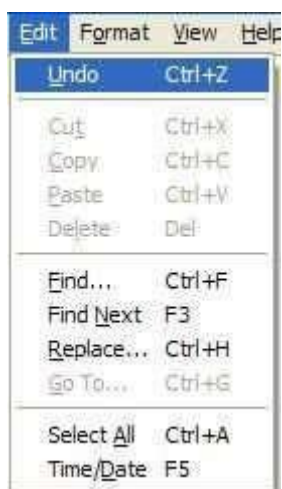 Edit Format View Help
Undo Ctrl+Z
Cut Ctrl+X
Copy Ctrl+C
Paste Ctrl+V
Delete Del
Find... Ctrl+F
Find Next F3
Replace... Ctrl+H
Go To... Ctrl+G
Select All Ctrl+A
Time/Date F5